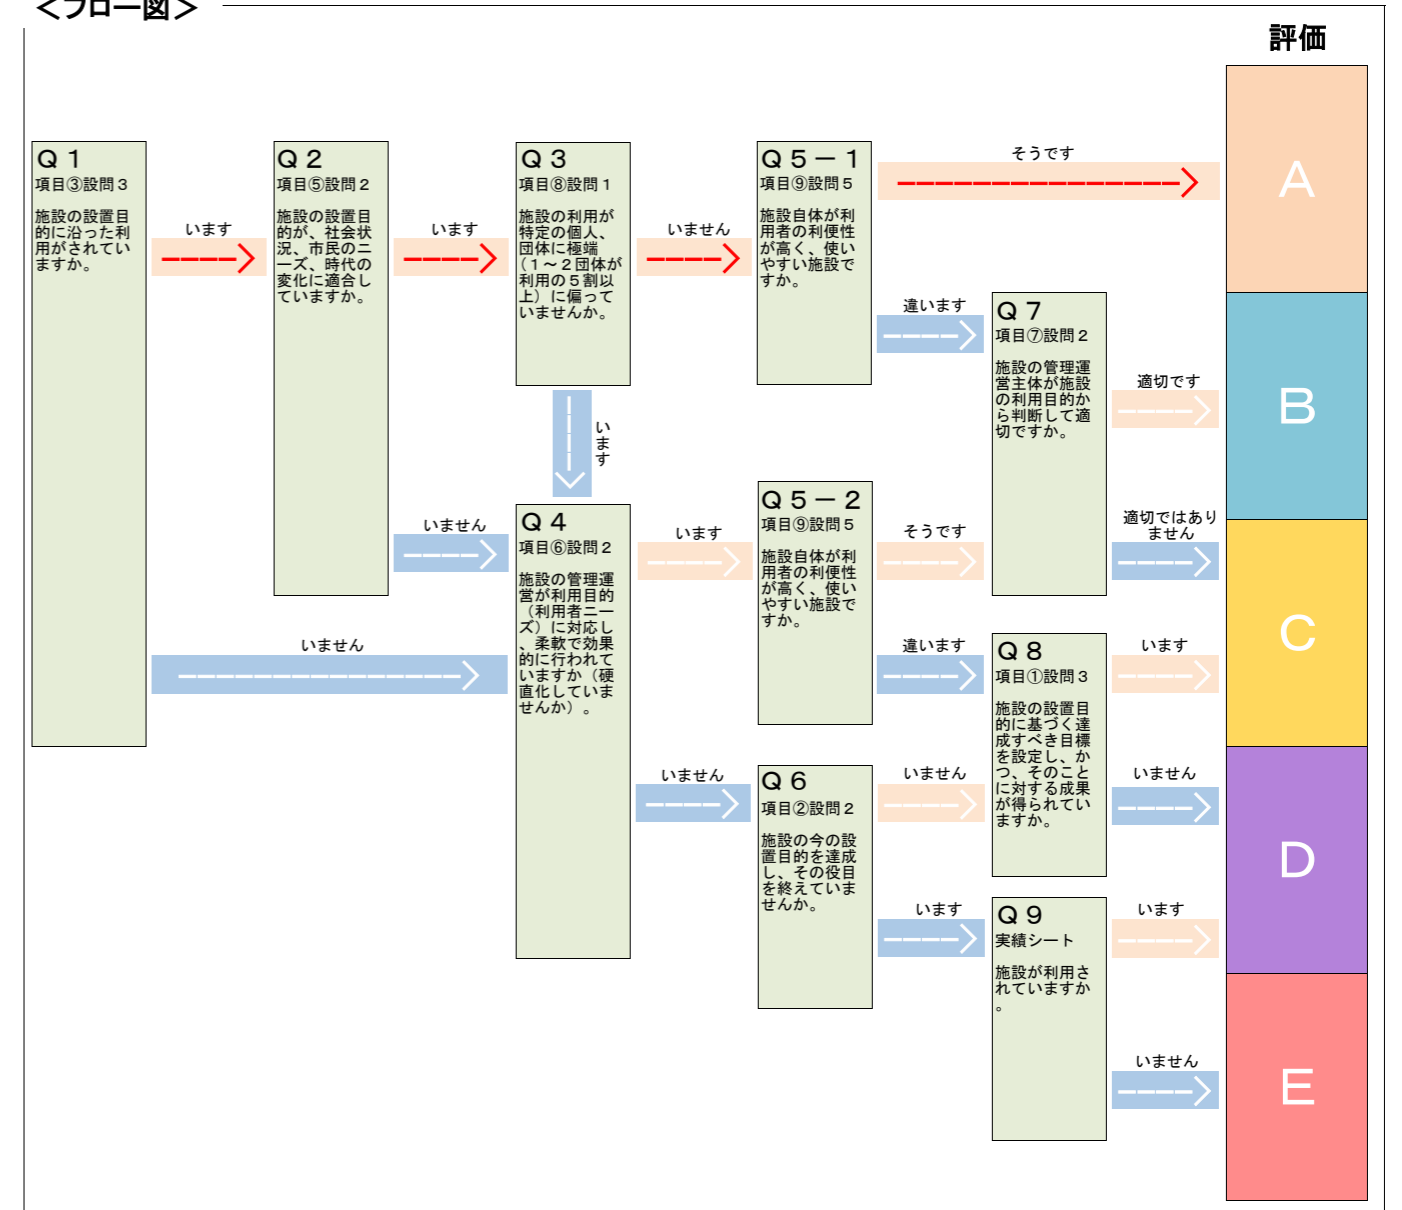 ＜フロー図＞
評価
Ｑ１
項目③設問３
施設の設置目
的に沿った利
用がされてい
ますか。
います
いません
Ｑ２
項目⑤設問２
施設の設置目
的が、社会状
況、市民のニ
ーズ、時代の
変化に適合し
ていますか。
います
いません
Ｑ３
項目⑧設問１
施設の利用が
特定の個人、
団体に極端
（１～２団体が
利用の５割以
上）に偏って
いませんか。
いません
います
Ｑ４
項目⑥設問２
施設の管理運
営が利用目的
（利用者ニー
ズ）に対応し
、柔軟で効果
的に行われて
いますか（硬
直化していま
せんか）。
います
いません
Ｑ５－１
項目⑨設問５
施設自体が利
用者の利便性
が高く、使い
やすい施設で
すか。
そうです
違います
Ｑ５－２
項目⑨設問５
施設自体が利
用者の利便性
が高く、使い
やすい施設で
すか。
そうです
違います
Ｑ６
項目②設問２
施設の今の設
置目的を達成
し、その役目
を終えていま
せんか。
いません
います
Ｑ７
項目⑦設問２
施設の管理運
営主体が施設
の利用目的か
ら判断して適
切ですか。
適切です
適切ではあり
ません
Ｑ８
項目①設問３
施設の設置目
的に基づく達
成すべき目標
を設定し、か
つ、そのこと
に対する成果
が得られてい
ますか。
います
いません
Ｑ９
実績シート
施設が利用さ
れていますか
。
います
いません
Ａ
Ｂ
Ｃ
Ｄ
Ｅ